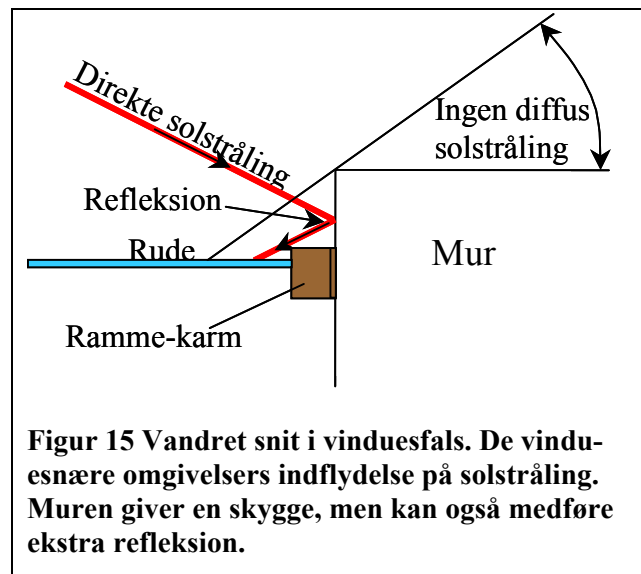 Direkte solstråling
Ingen diffus
solstråling
Refleksion
Rude
Mur
Ramme-karm
Figur 15 Vandret snit i vinduesfals. De vindu-
esnære omgivelsers indflydelse på solstråling.
Muren giver en skygge, men kan også medføre
ekstra refleksion.